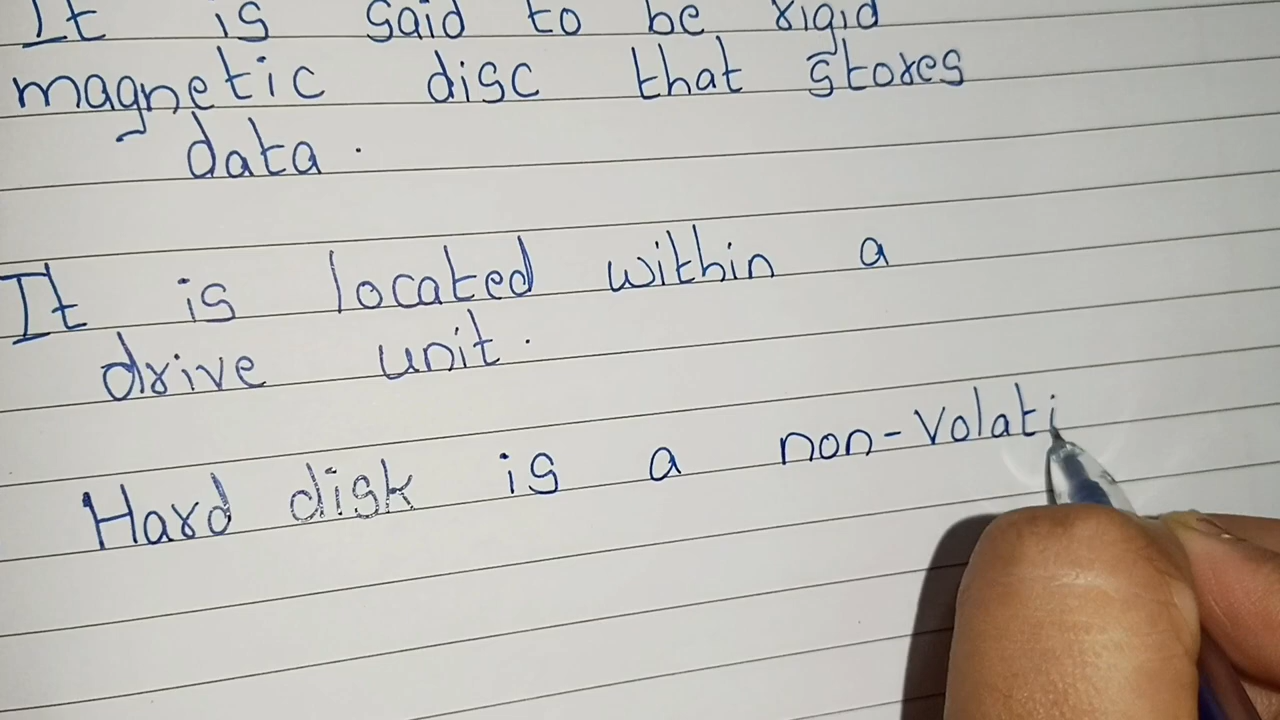 It is said to be rigid
magnetic disc that stores
data.
It is located within a
drive unit.
Hard disk is a non-Volati